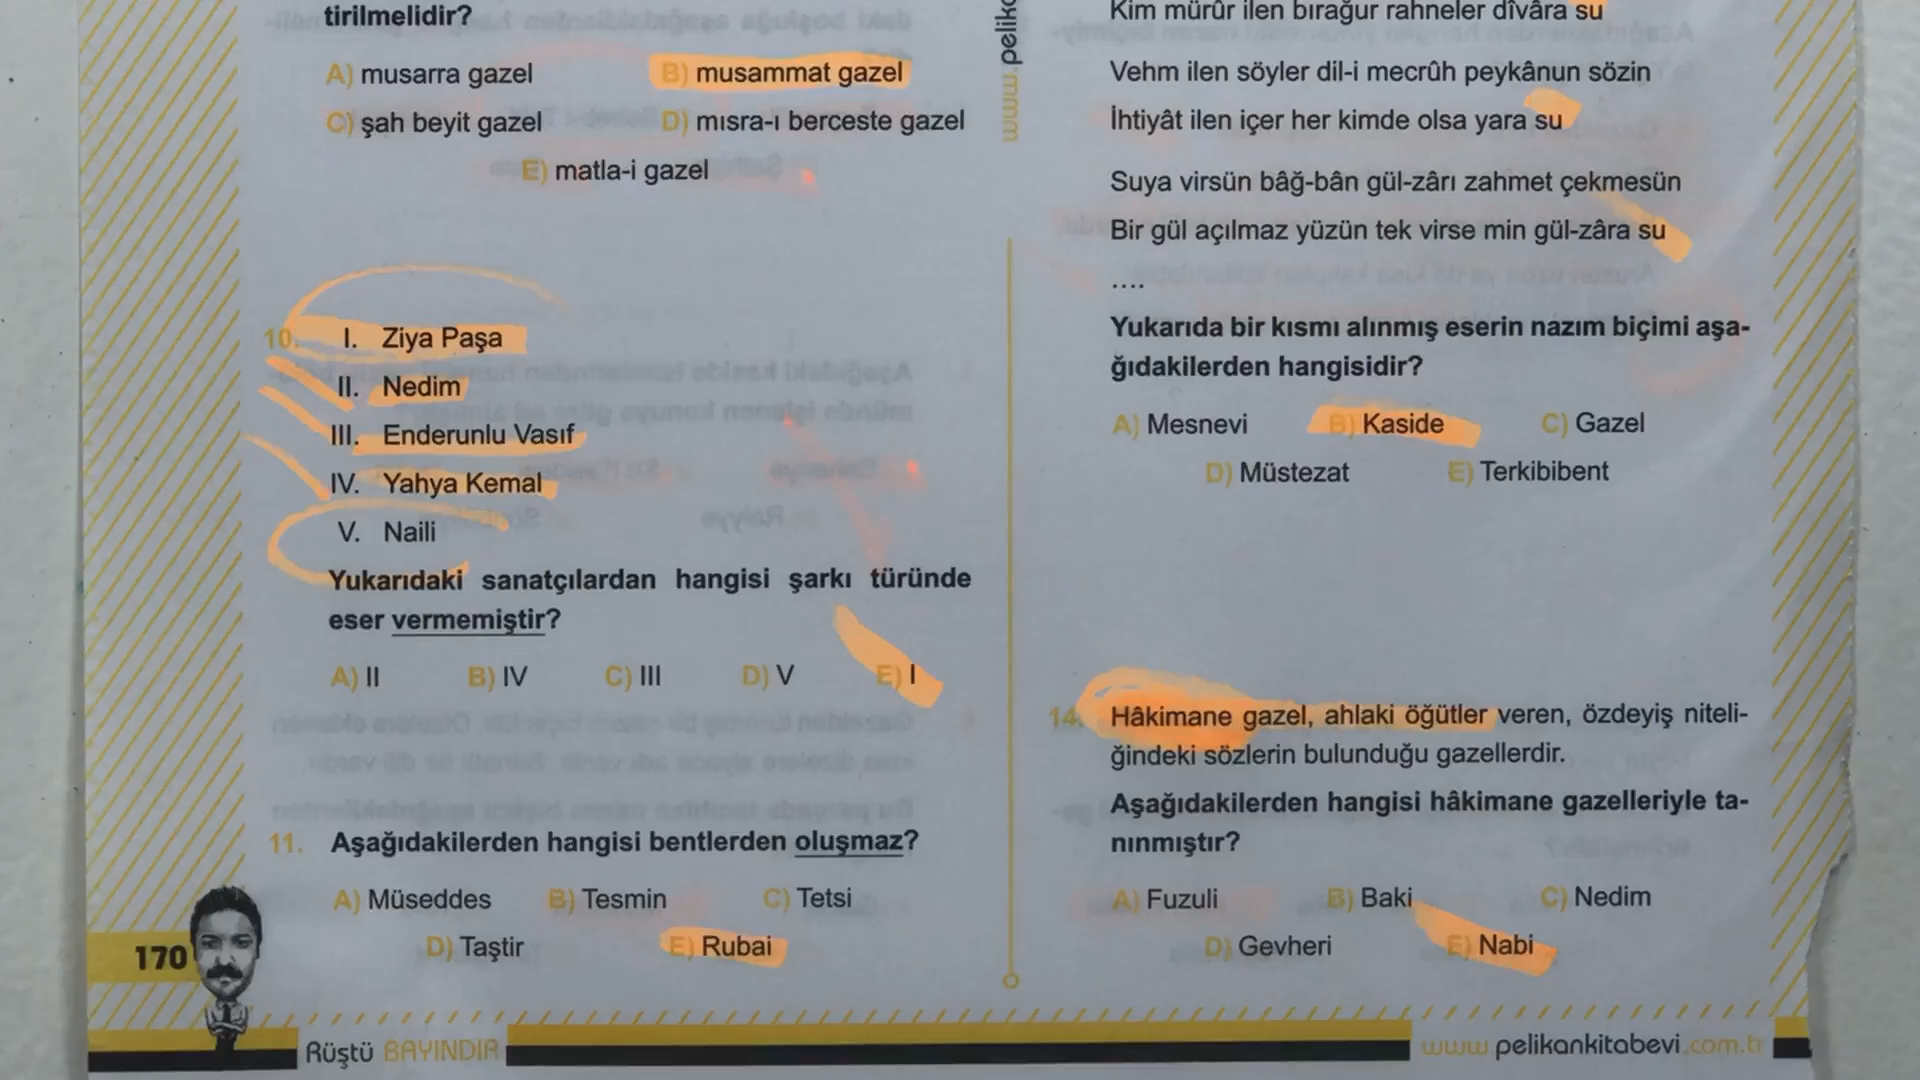 tirilmelidir?
A) musarra gazel B) musammat gazel
C) şah beyit gazel D) mısra-ı berceste gazel
E) matla-i gazel
10. I. Ziya Paşa
II. Nedim
III. Enderunlu Vasıf
IV. Yahya Kemal
V. Naili
Yukarıdaki sanatçılardan hangisi şarkı türünde
eser vermemiştir?
A) II B) IV C) III D) V E) I
11. Aşağıdakilerden hangisi bentlerden oluşmaz?
A) Müseddes B) Tesmin C) Tetsi
D) Taştir E) Rubai
170
Rüştü BAYINDIR
www.pelika
Kim mürûr ilen bırağur rahneler dîvâra su
Vehm ilen söyler dil-i mecrûh peykânun sözin
İhtiyât ilen içer her kimde olsa yara su
Suya virsün bâğ-bân gül-zârı zahmet çekmesün
Bir gül açılmaz yüzün tek virse min gül-zâra su
....
Yukarıda bir kısmı alınmış eserin nazım biçimi aşa-
ğıdakilerden hangisidir?
A) Mesnevi B) Kaside C) Gazel
D) Müstezat E) Terkibibent
14. Hâkimane gazel, ahlaki öğütler veren, özdeyiş niteli-
ğindeki sözlerin bulunduğu gazellerdir.
Aşağıdakilerden hangisi hâkimane gazelleriyle ta-
nınmıştır?
A) Fuzuli B) Baki C) Nedim
D) Gevheri E) Nabi
www.pelikankitabevi.com.tr